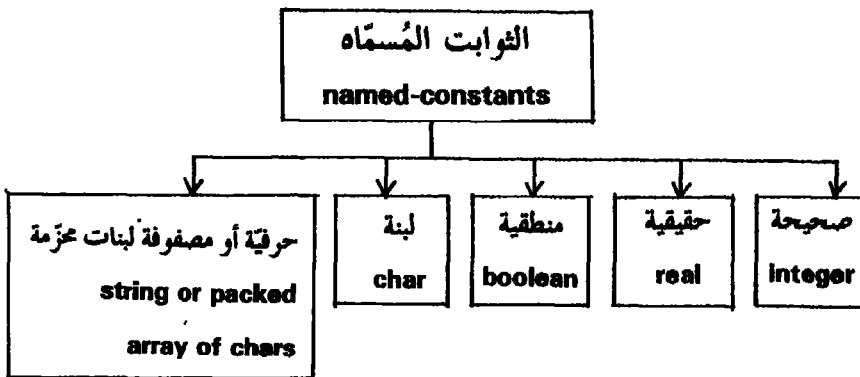 الثوابت المُسمّاه
named-constants
صحيحة
integer
حقيقية
real
منطقية
boolean
لبنة
char
حرفيّة أو مصفوفة لبنات محزّمة
string or packed
array of chars